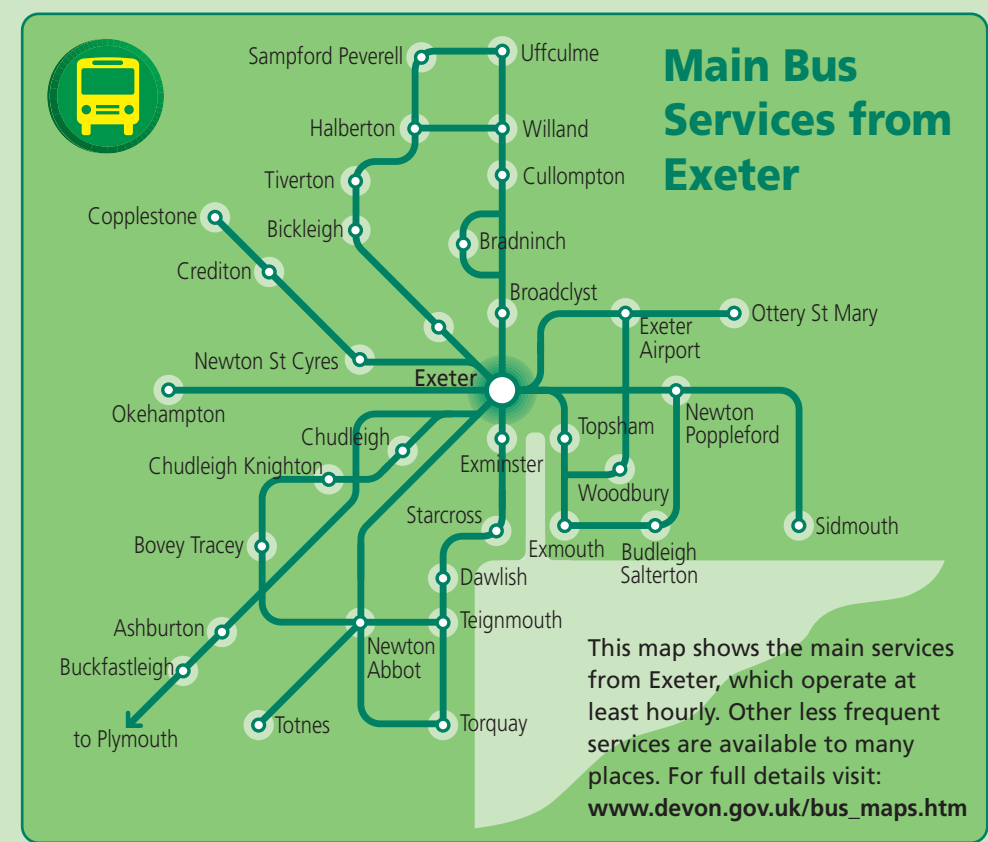 Main Bus
Services from
Exeter
Sampford Peverell
Uffculme
Halberton
Willand
Tiverton
Cullompton
Copplestone
Bickleigh
Bradninch
Crediton
Broadclyst
Exeter
Airport
Ottery St Mary
Newton St Cyres
Exeter
Okehampton
Newton
Poppleford
Chudleigh
Topsham
Chudleigh Knighton
Exminster
Woodbury
Starcross
Sidmouth
Bovey Tracey
Exmouth
Budleigh
Salterton
Dawlish
Ashburton
Teignmouth
Newton
Abbot
Buckfastleigh
to Plymouth
Totnes
Torquay
This map shows the main services
from Exeter, which operate at
least hourly. Other less frequent
services are available to many
places. For full details visit:
www.devon.gov.uk/bus_maps.htm